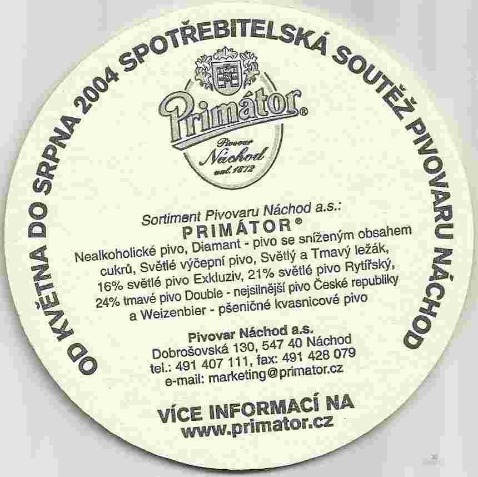 OD KVĚTNA DO SRPNA 2004 SPOTŘEBITELSKÁ SOUTĚŽ PIVOVARU NÁCHOD
Primátor®
Pivovar
Náchod
zal. 1872
Sortiment Pivovaru Náchod a.s.:
PRIMÁTOR®
Nealkoholické pivo, Diamant - pivo se sníženým obsahem
cukrů, Světlé výčepní pivo, Světlý a Tmavý ležák,
16% světlé pivo Exkluziv, 21% světlé pivo Rytířský,
24% tmavé pivo Double - nejsilnější pivo České republiky
a Weizenbier - pšeničné kvasnicové pivo
Pivovar Náchod a.s.
Dobrošovská 130, 547 40 Náchod
tel.: 491 407 111, fax: 491 428 079
e-mail: marketing@primator.cz
VÍCE INFORMACÍ NA
www.primator.cz